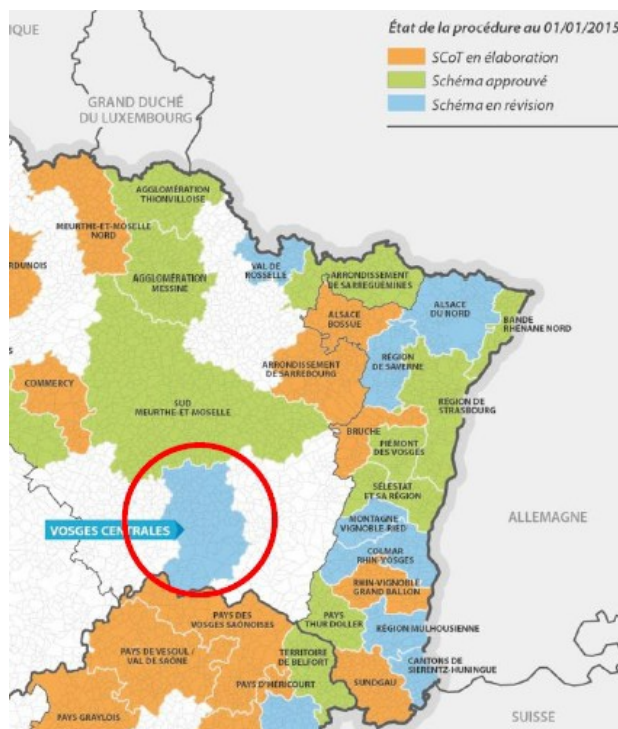 IQUE
État de la procédure au 01/01/2015
SCoT en élaboration
Schéma approuvé
Schéma en révision
GRAND DUCHÉ
DU LUXEMBOURG
AGGLOMÉRATION
THIONVILLOISE
MEURTHE-ET-MOSELLE
NORD
RDUNOIS
AGGLOMÉRATION
MESSINE
VAL DE
ROSSELLE
ARRONDISSEMENT
DE SARREGUEMINES
ALSACE
BOSSUE
ALSACE
DU NORD
BANDE
RHÉNANE NORD
RÉGION
DE SAVERNE
ARRONDISSEMENT
DE SARREBOURG
COMMERCY
SUD
MEURTHE-ET-MOSELLE
RÉGION DE
STRASBOURG
BRUCHE
PIÉMONT
DES VOSGES
SÉLESTAT
ET SA RÉGION
VOSGES CENTRALES
MONTAGNE
VIGNOBLE-RIED
ALLEMAGNE
COLMAR
RHIN-VOSGES
RHIN-VIGNOBLE
GRAND BALLON
PAYS DES
VOSGES SAÔNOISES
PAYS
THUR DOLLER
RÉGION MULHOUSIENNE
PAYS DE VESOUL /
VAL DE SAÔNE
TERRITOIRE
DE BELFORT
CANTONS DE
SIERENTZ-HUNINGUE
PAYS D'HÉRICOURT
SUNDGAU
PAYS GRAYLOIS
SUISSE